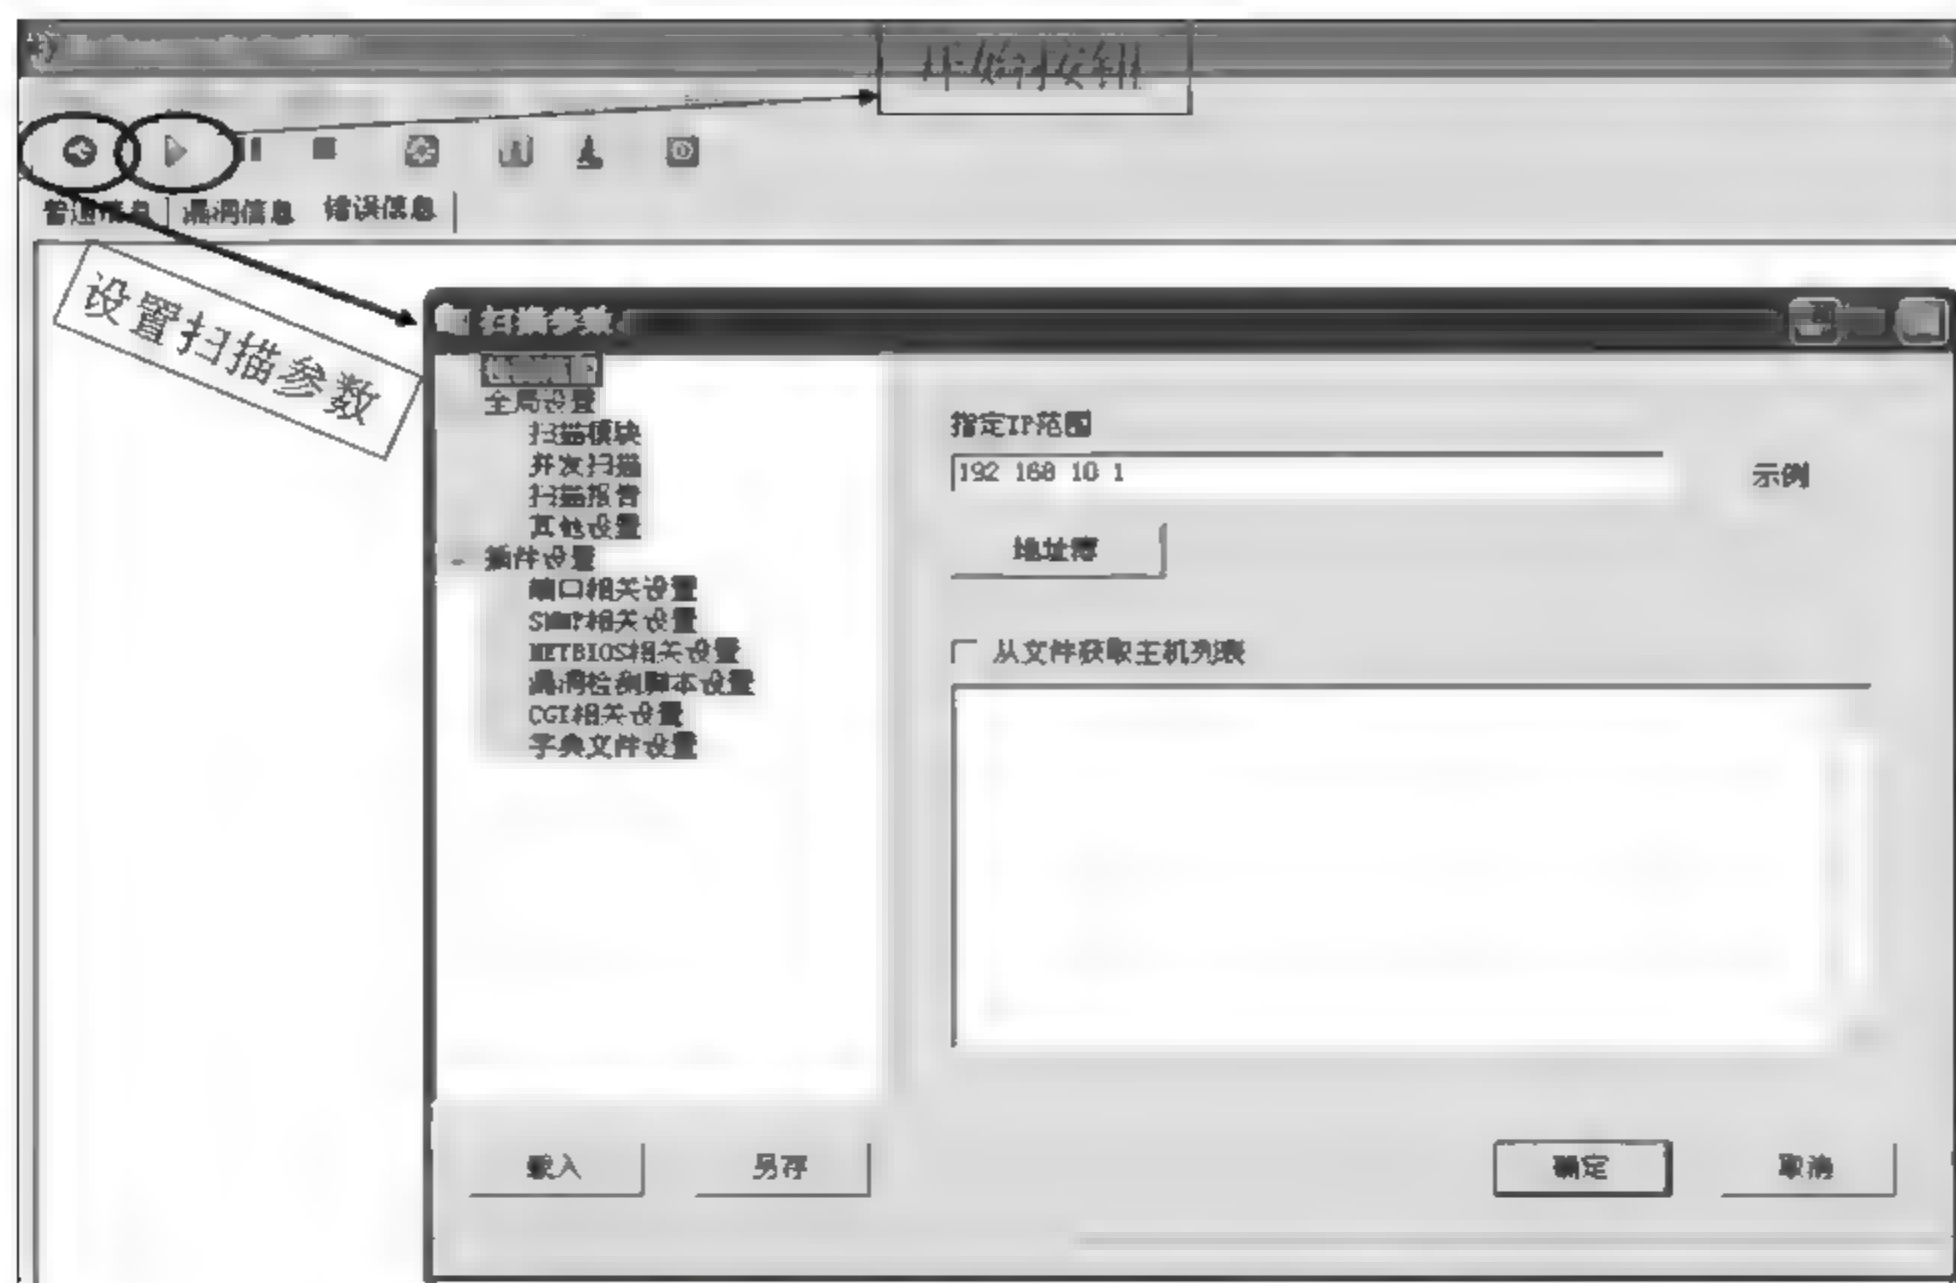 开始按钮
普通信息 漏洞信息 错误信息
设置扫描参数
扫描参数
全局设置
扫描模块
并发扫描
扫描报告
其他设置
插件设置
端口相关设置
SNMP相关设置
NETBIOS相关设置
漏洞检测脚本设置
CGI相关设置
字典文件设置
指定IP范围
192 168 10 1
示例
地址簿
从文件获取主机列表
载入 另存 确定 取消